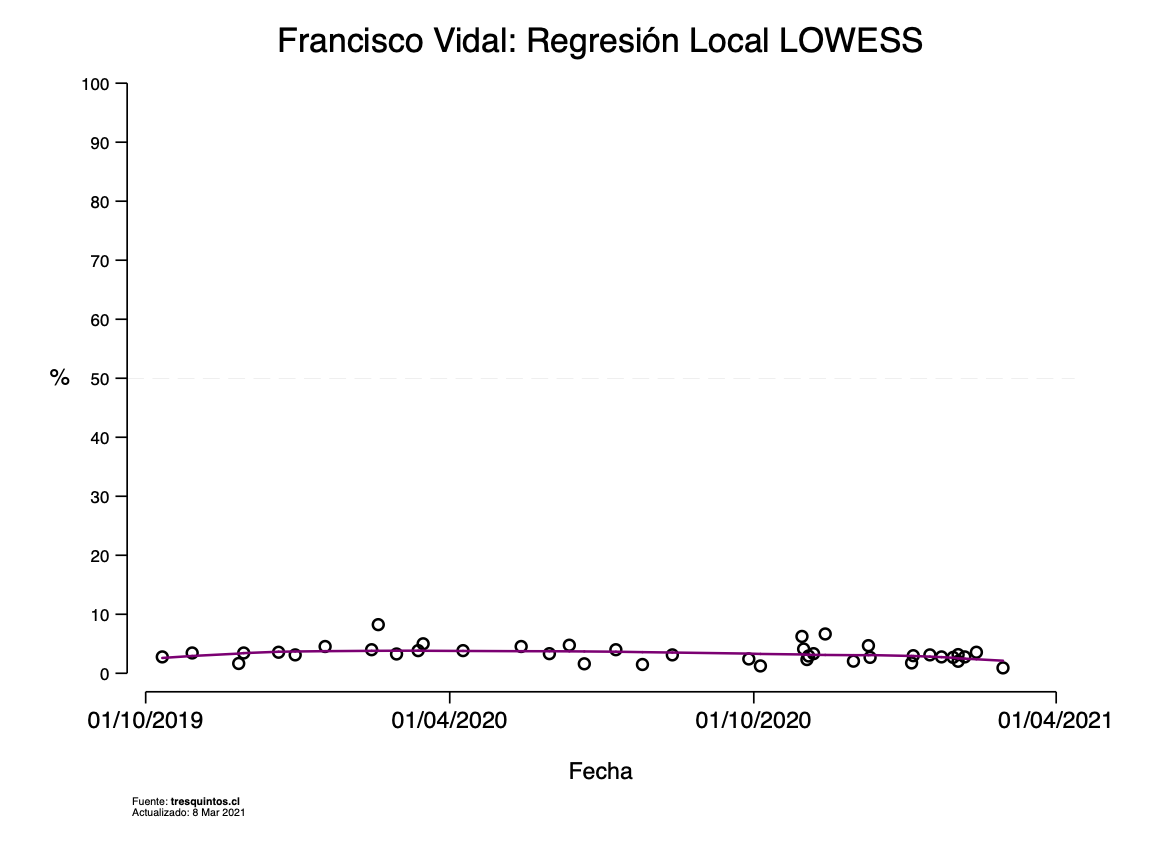 Francisco Vidal: Regresión Local LOWESS
100
90
80
70
60
%
50
40
30
20
10
0
01/10/2019 01/04/2020 01/10/2020 01/04/2021
Fecha
Fuente: tresquintos.cl
Actualizado: 8 Mar 2021